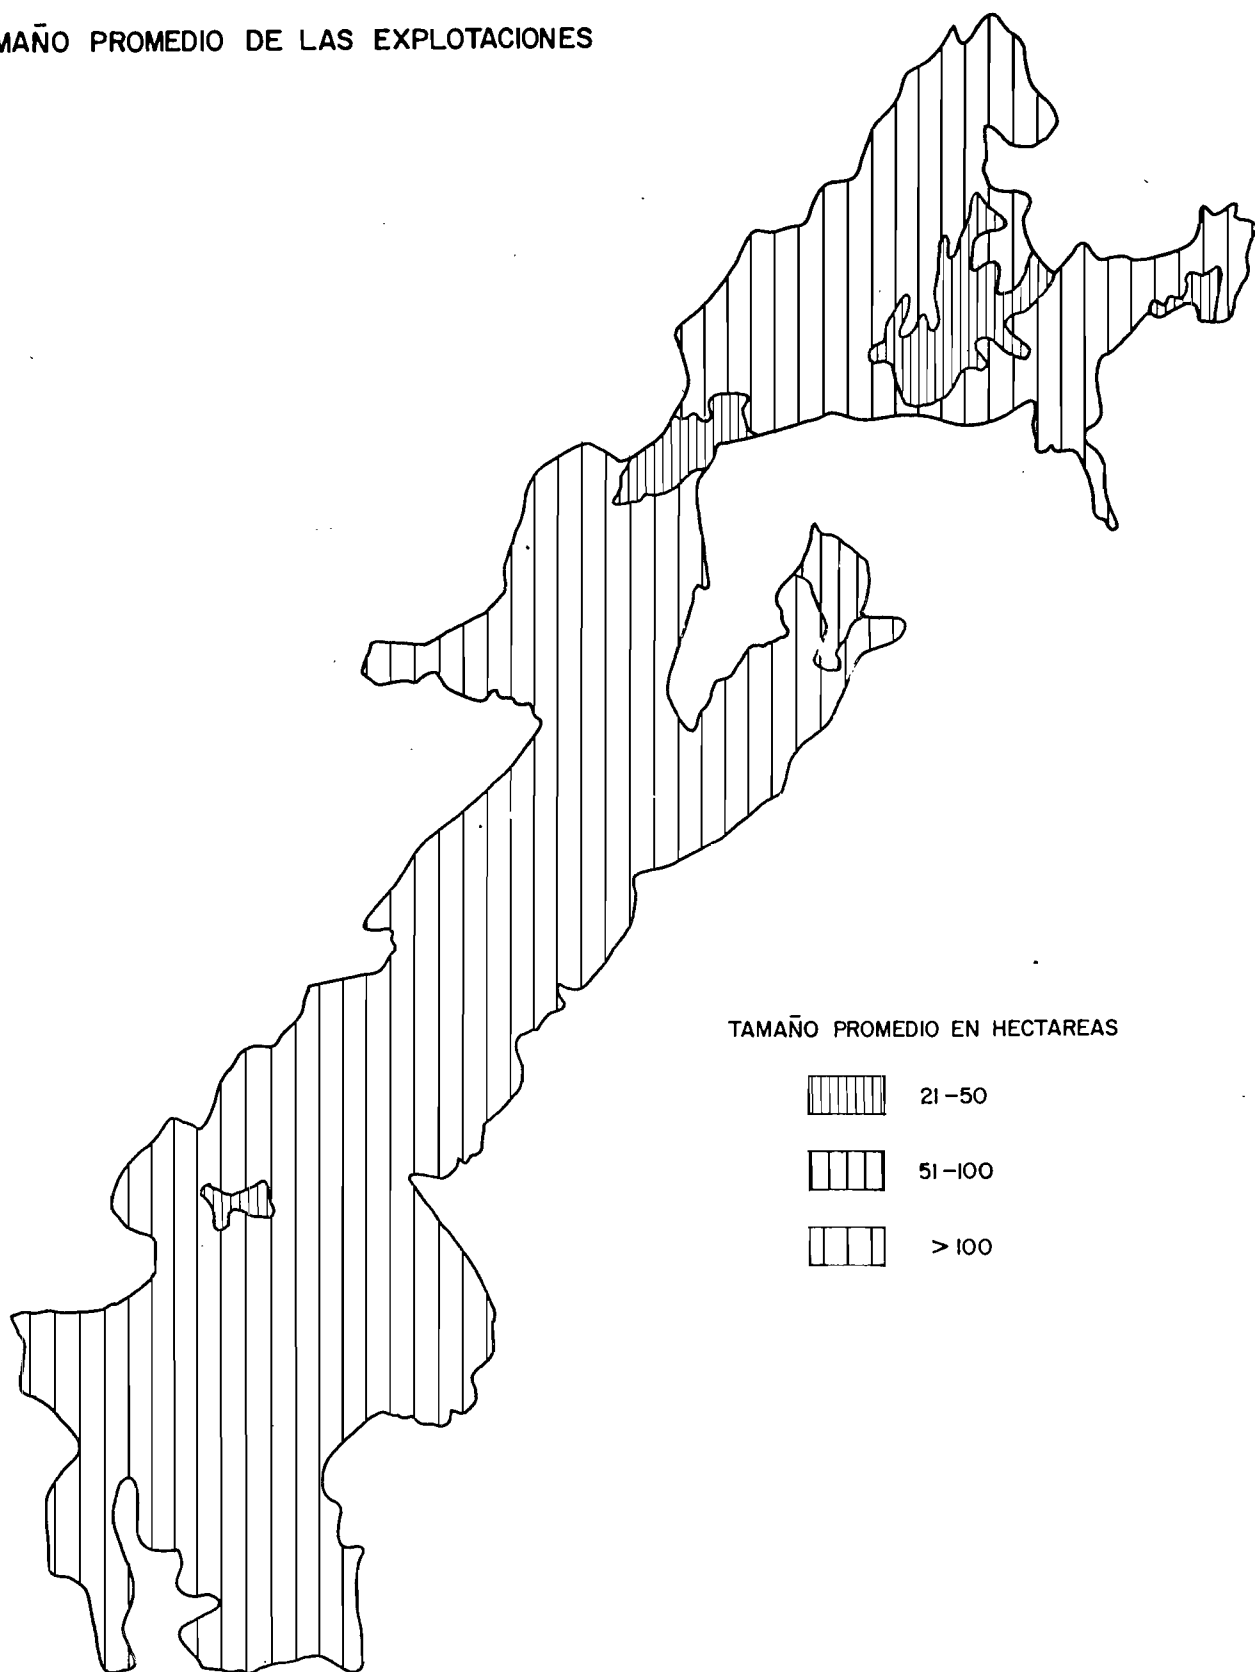 MAÑO PROMEDIO DE LAS EXPLOTACIONES
TAMAÑO PROMEDIO EN HECTAREAS
21-50
51-100
>100